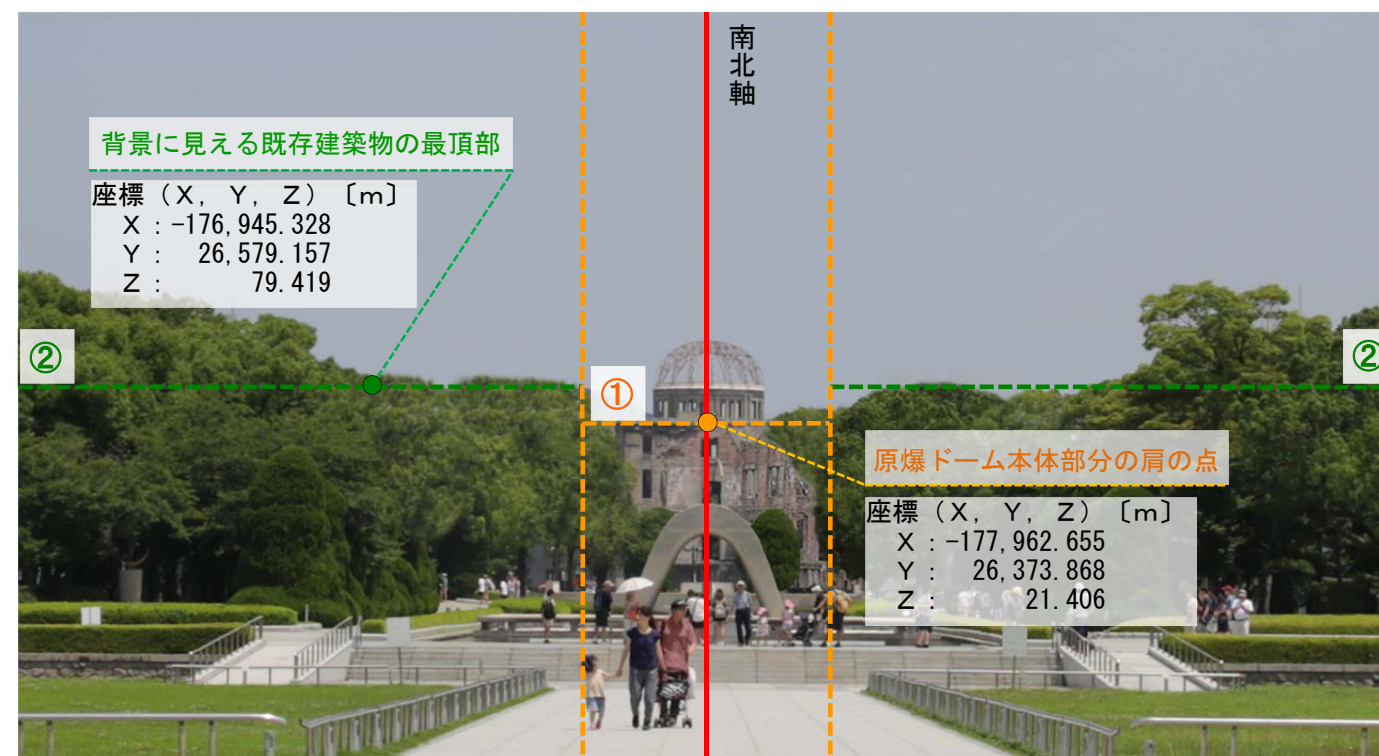 南北軸
背景に見える既存建築物の最頂部
座標（Ｘ，Ｙ，Ｚ）〔ｍ〕
Ｘ：-176,945.328
Ｙ： 26,579.157
Ｚ： 79.419
②
②
①
原爆ドーム本体部分の肩の点
座標（Ｘ，Ｙ，Ｚ）〔ｍ〕
Ｘ：-177,962.655
Ｙ： 26,373.868
Ｚ： 21.406